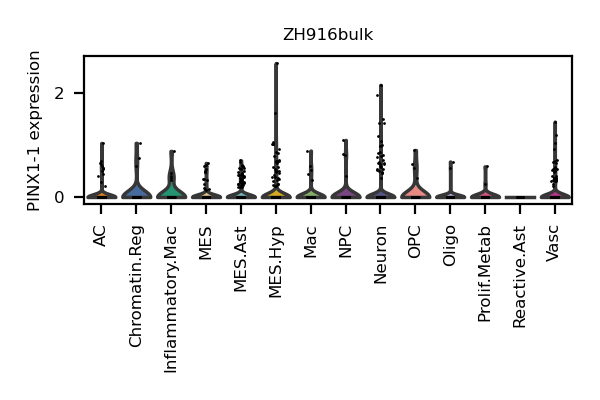 ZH916bulk
PINX1-1 expression
2
0
AC
Chromatin.Reg
Inflammatory.Mac
MES
MES.Ast
MES.Hyp
Mac
NPC
Neuron
OPC
Oligo
Prolif.Metab
Reactive.Ast
Vasc